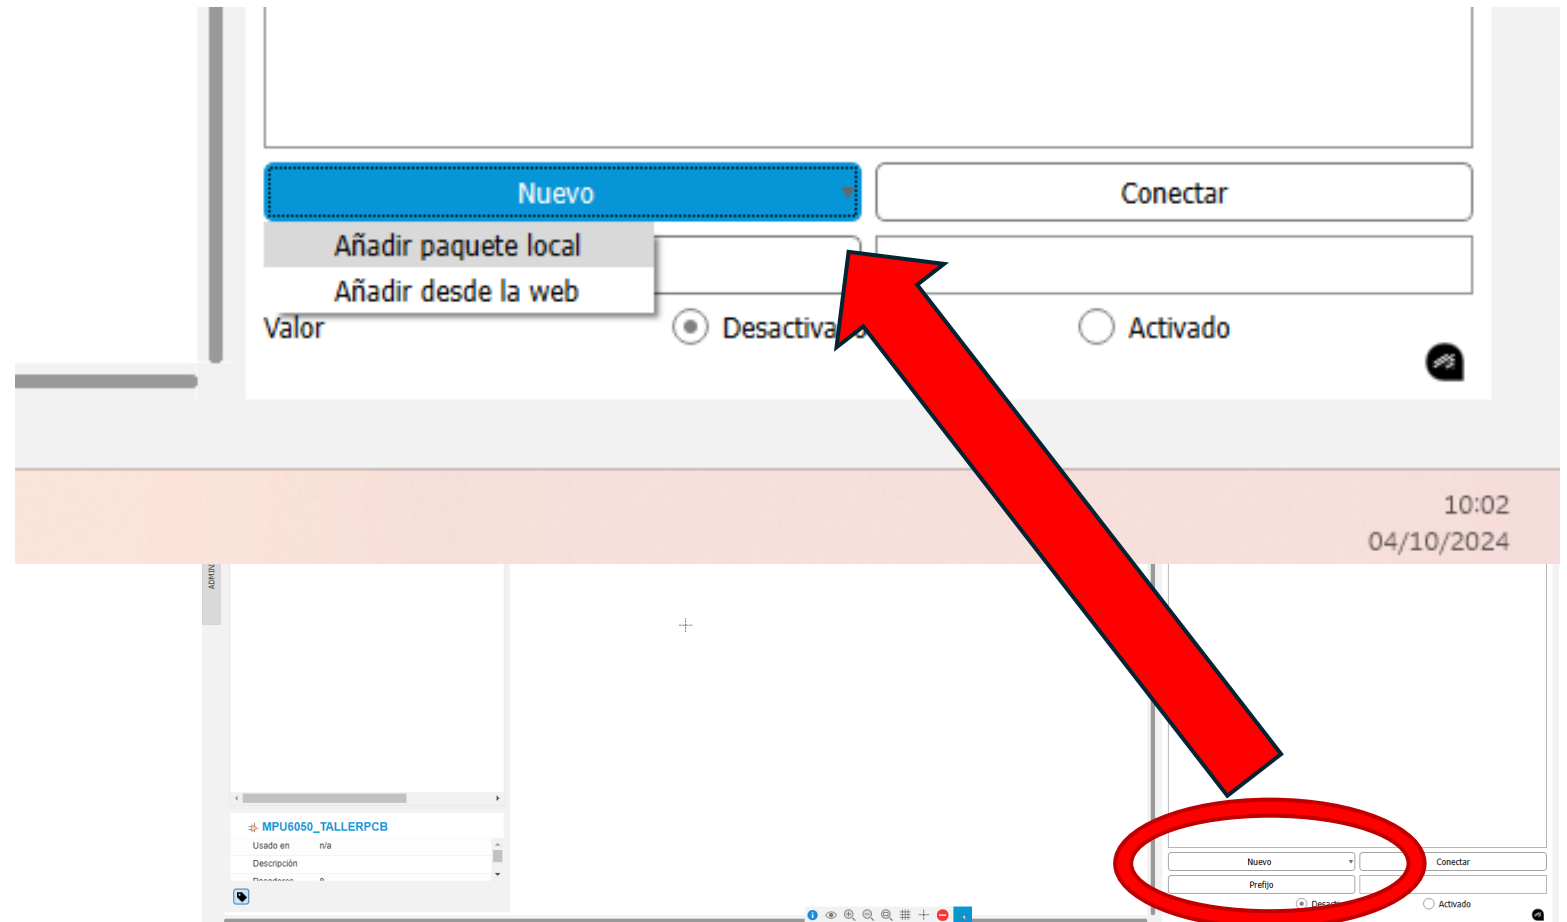 Nuevo
Conectar
Añadir paquete local
Añadir desde la web
Valor
Desactivado
Activado
10:02
04/10/2024
MPU6050_TALLERPCB
Usado en n/a
Descripción
Nuevo
Conectar
Prefijo
Activado